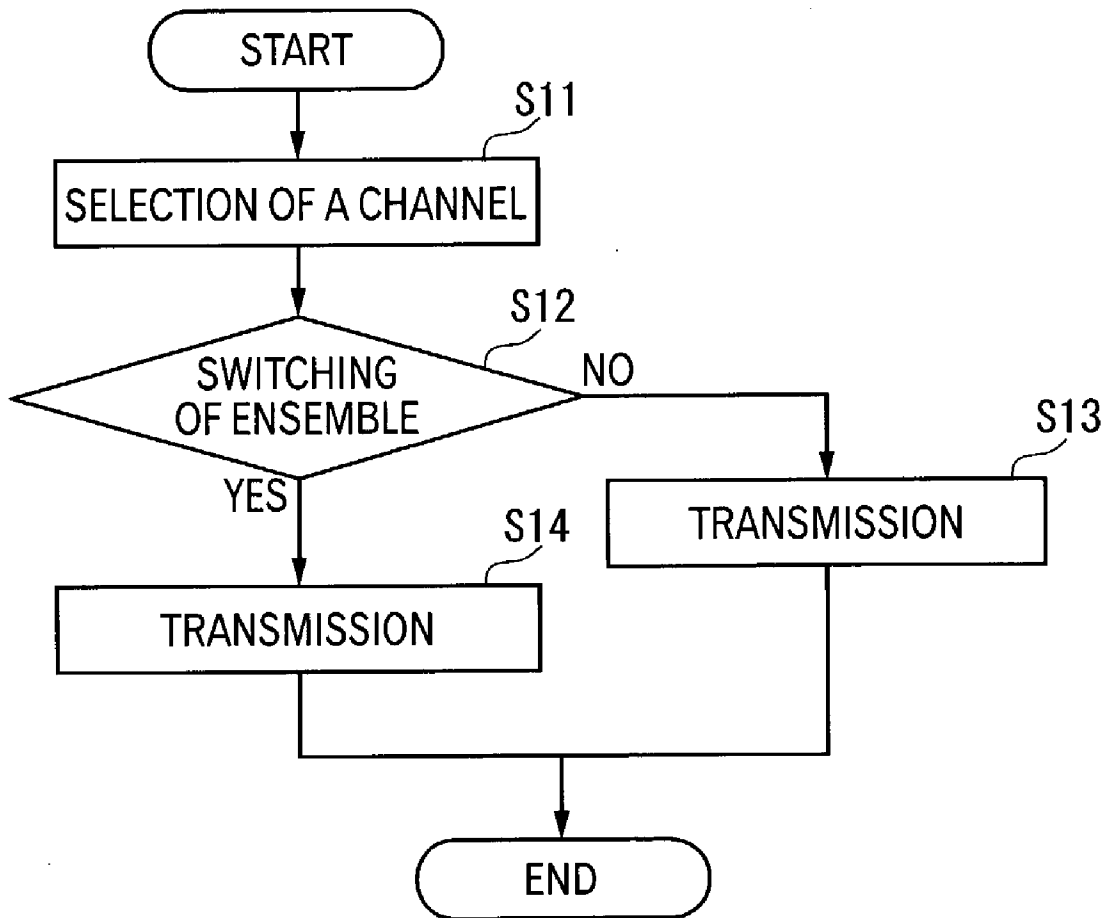 START
S11
SELECTION OF A CHANNEL
S12
SWITCHING
OF ENSEMBLE
NO
YES
S13
TRANSMISSION
S14
TRANSMISSION
END